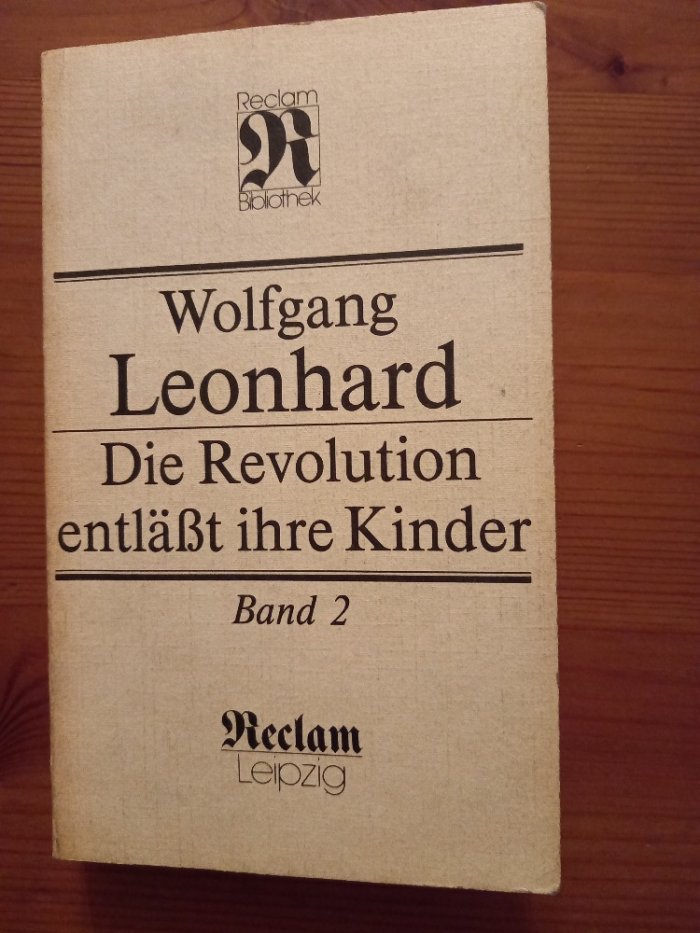 Reclam
R
Bibliothek
Wolfgang
Leonhard
Die Revolution
entläßt ihre Kinder
Band 2
Reclam
Leipzig